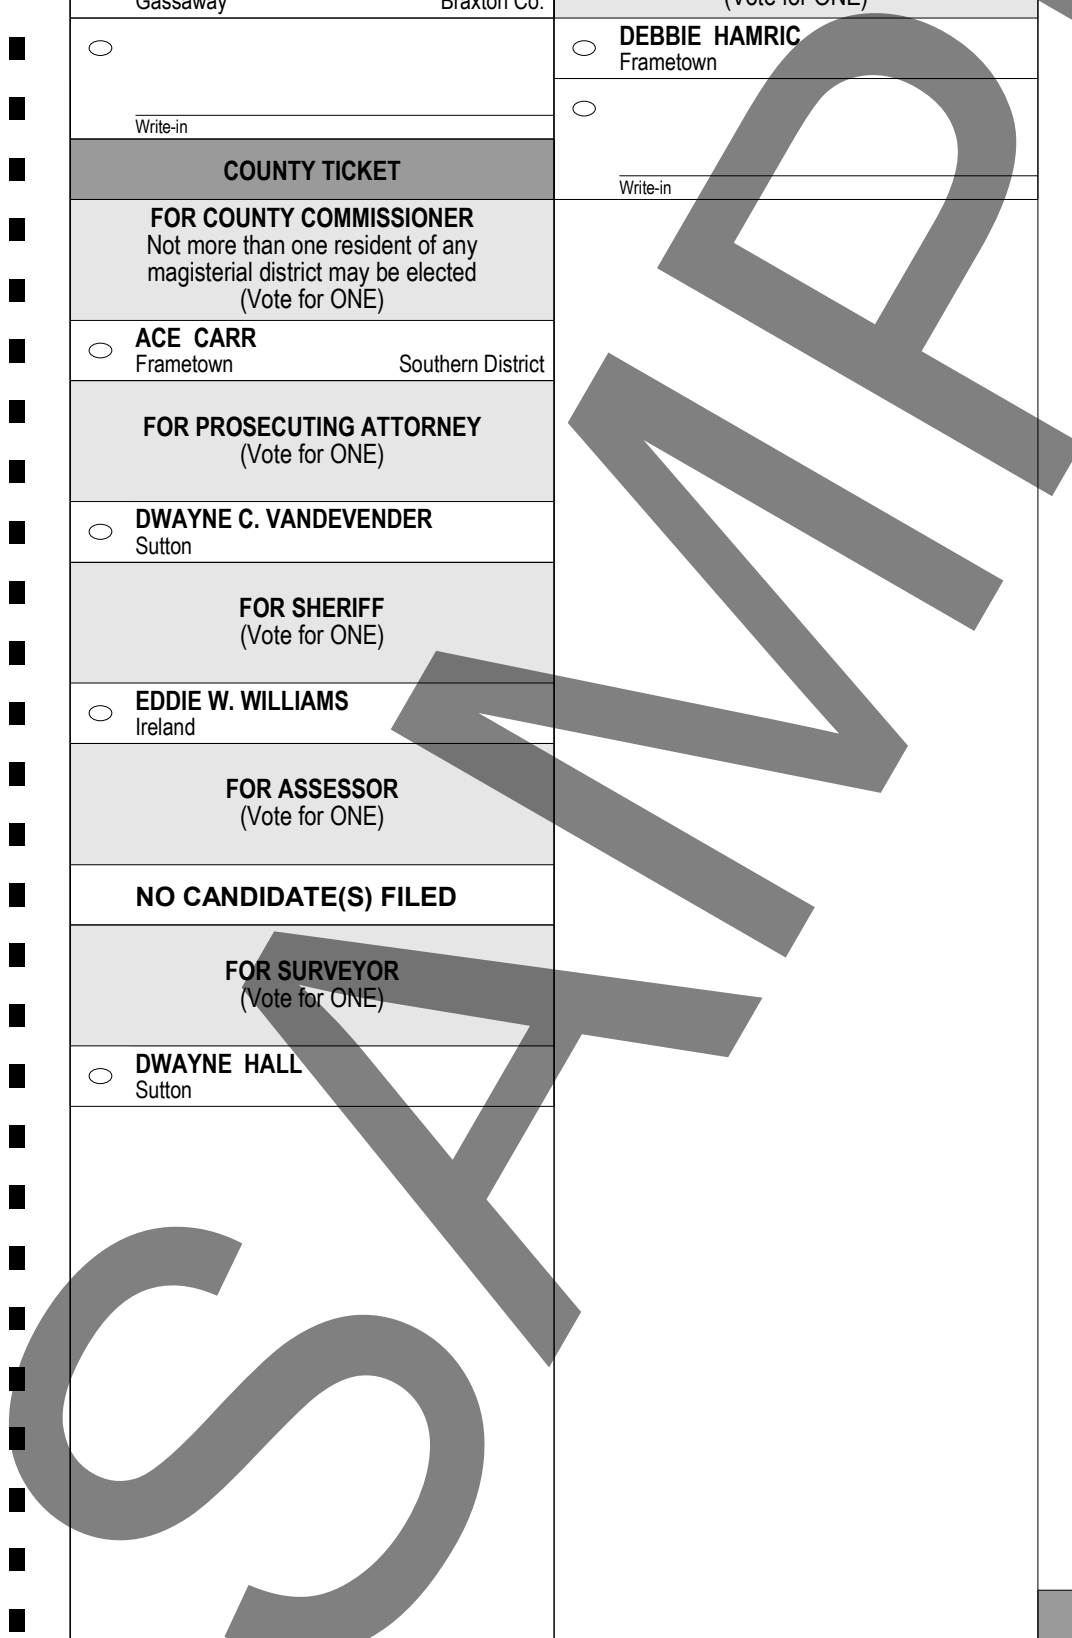 Gassaway Braxton Co.
Write-in
COUNTY TICKET
FOR COUNTY COMMISSIONER
Not more than one resident of any
magisterial district may be elected
(Vote for ONE)
ACE CARR
Frametown Southern District
FOR PROSECUTING ATTORNEY
(Vote for ONE)
DWAYNE C. VANDEVENDER
Sutton
FOR SHERIFF
(Vote for ONE)
EDDIE W. WILLIAMS
Ireland
FOR ASSESSOR
(Vote for ONE)
NO CANDIDATE(S) FILED
FOR SURVEYOR
(Vote for ONE)
DWAYNE HALL
Sutton
(Vote for ONE)
DEBBIE HAMRIC
Frametown
Write-in
SAMP